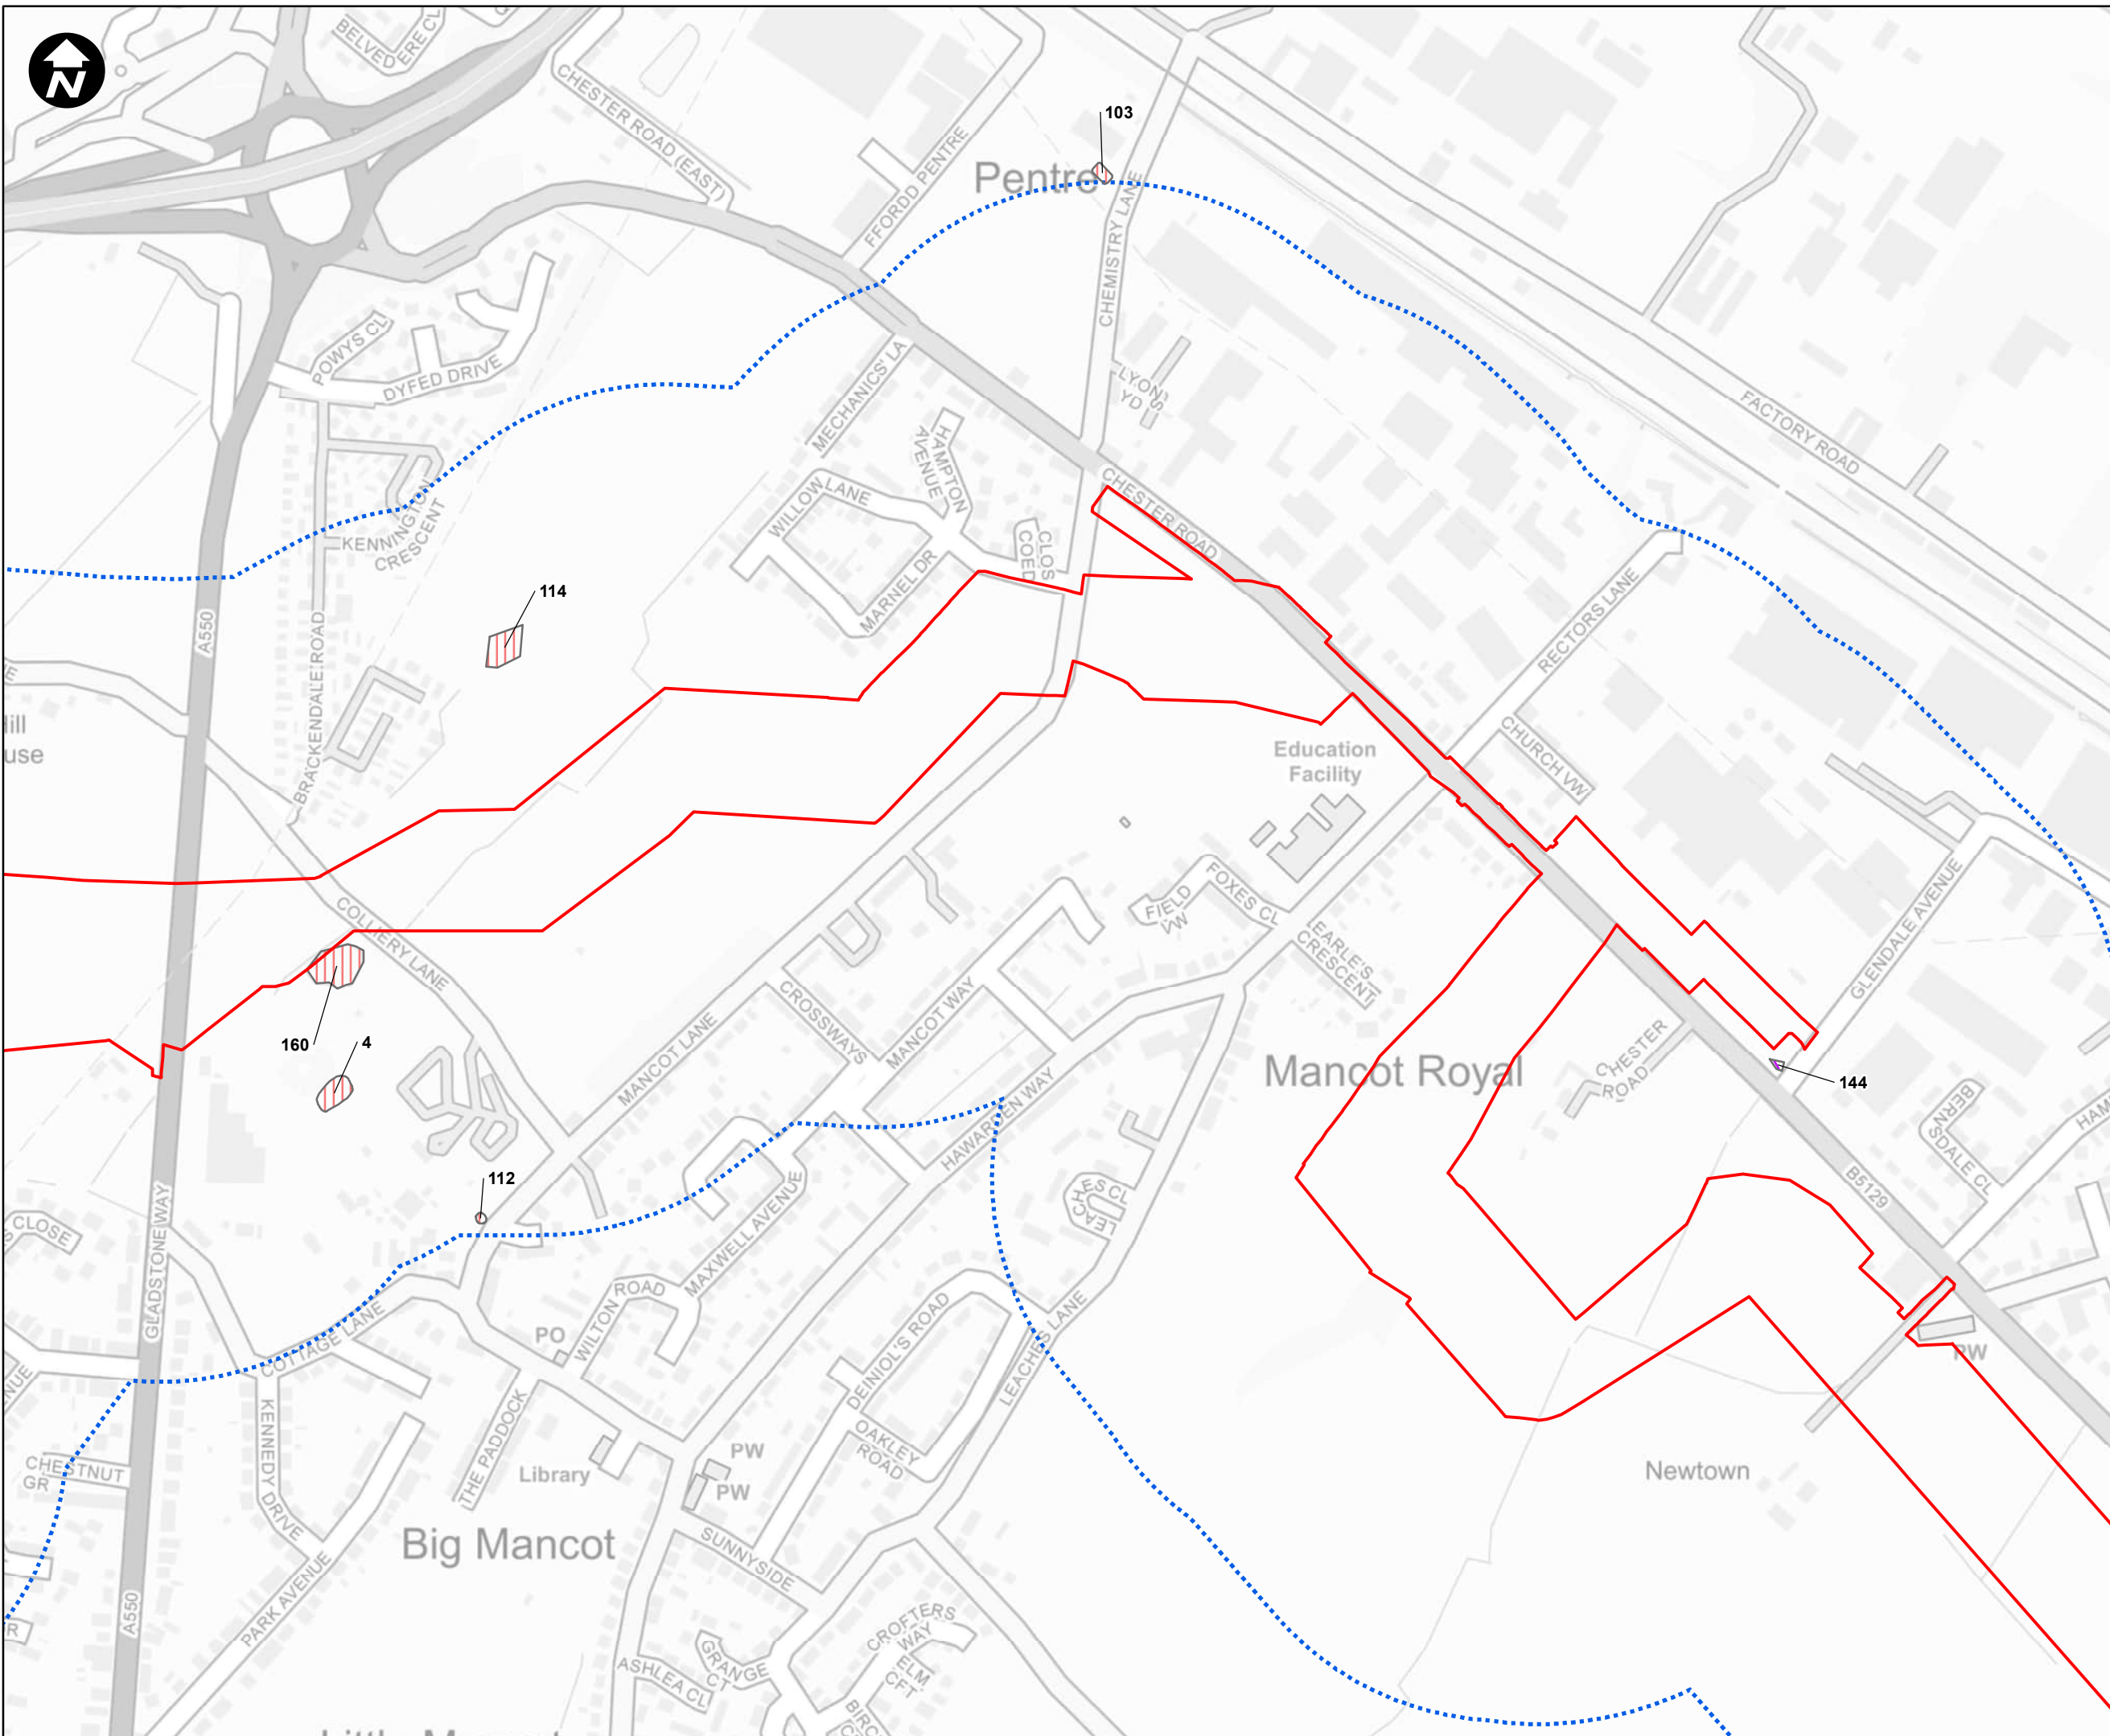 N
BELVEDERE CL
CHESTER ROAD (EAST)
FFORDD PENTRE
103
Pentre
CHEMISTRY LANE
POWYS CL
DYFED DRIVE
MECHANICS' LA
LYONS
YD
FACTORY ROAD
HAMPTON
AVENUE
WILLOW LANE
KENNINGTON
CRESCENT
CLOS
COED
CHESTER ROAD
MARNEL DR
114
A550
BRACKENDALE ROAD
RECTORS LANE
CHURCH VW
Education
Facility
COLLIERY LANE
FIELD
VW
FOXES CL
EARLE'S
CRESCENT
GLENDALE AVENUE
160
4
CROSSWAYS
MANCOT WAY
MANCOT LANE
HAWARDEN WAY
Mancot Royal
CHESTER
ROAD
144
BERNSDALE CL
112
LEACHES CL
B5129
CLOSE
GLADSTONE WAY
COTTAGE LANE
MAXWELL AVENUE
WILTON ROAD
PO
DEINIOL'S ROAD
LEACHES LANE
PW
KENNEDY DRIVE
THE PADDOCK
OAKLEY
ROAD
CHESTNUT
GR
Library
PW
PW
Newtown
Big Mancot
SUNNYSIDE
A550
PARK AVENUE
CROFTERS
WAY
ELM
CFT
GRANGE
CT
ASHLEA CL